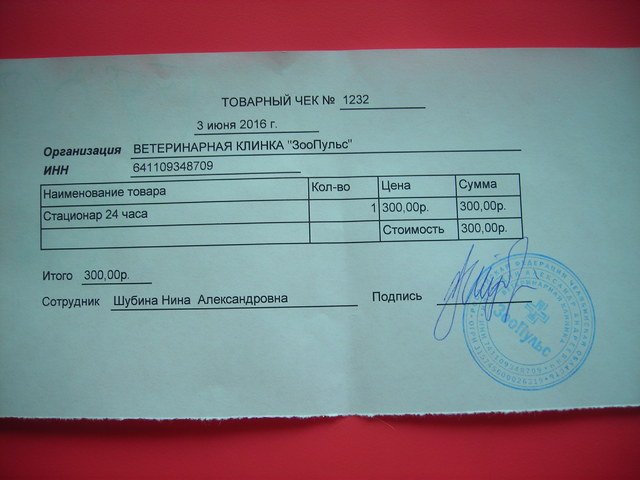 ТОВАРНЫЙ ЧЕК № 1232
3 июня 2016 г.
Организация ВЕТЕРИНАРНАЯ КЛИНКА "ЗооПульс"
ИНН 641109348709
Наименование товара Кол-во Цена Сумма
Стационар 24 часа 1 300,00р. 300,00р.
Стоимость 300,00р.
Итого 300,00р.
Сотрудник Шубина Нина Александровна Подпись
ЗооПульс